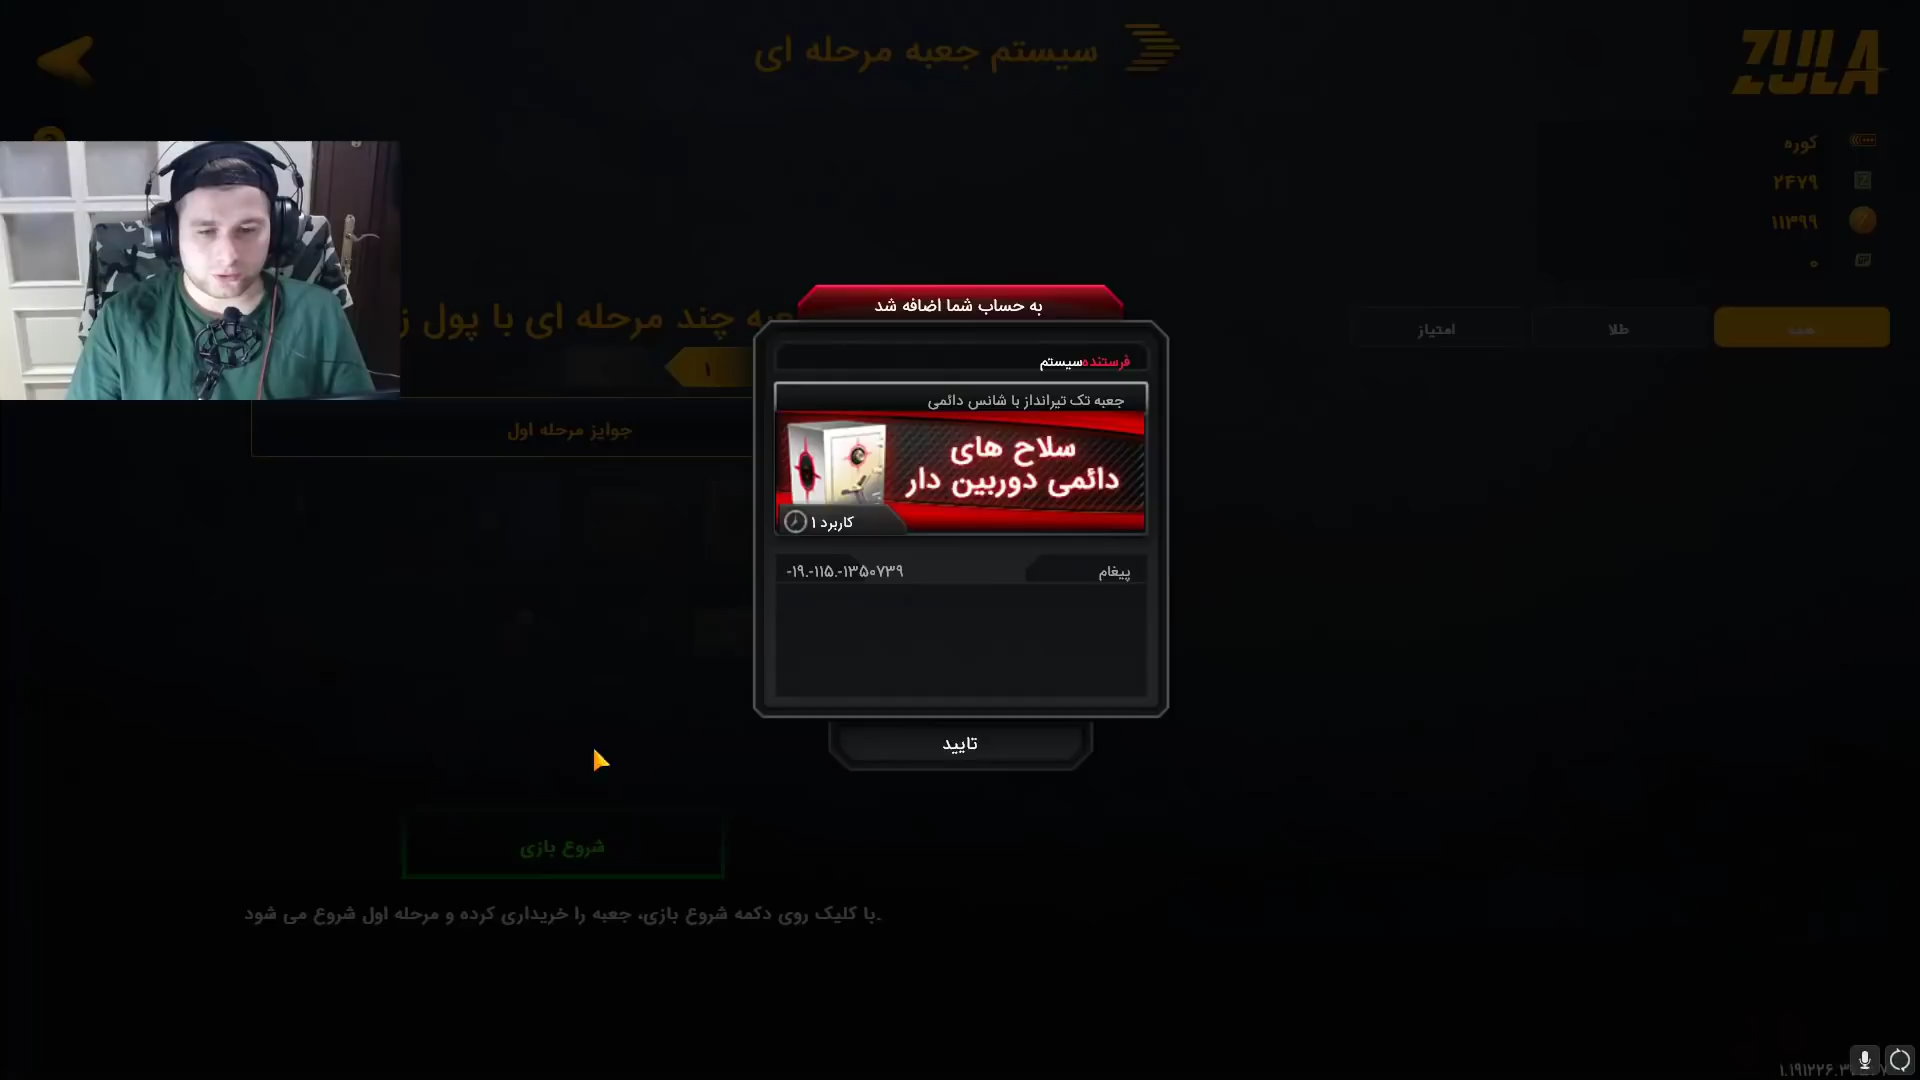 سیستم جعبه مرحله ای
ZULA
کوره
۲۴۷۹
۱۱۳۹۹
۰
همه
طلا
امتیاز
عبه چند مرحله ای با پول ز
۱
جوایز مرحله اول
به حساب شما اضافه شد
فرستنده سیستم
جعبه تک تیرانداز با شانس دائمی
سلاح های
دائمی دوربین دار
کاربرد ۱
پیغام
-۱۹.-۱۱۵.-۱۳۵۰۷۳۹
تایید
شروع بازی
با کلیک روی دکمه شروع بازی، جعبه را خریداری کرده و مرحله اول شروع می شود.